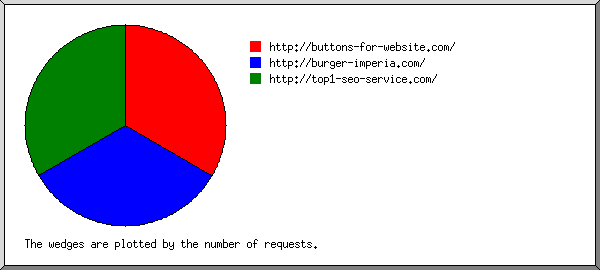 http://buttons-for-website.com/
http://burger-imperia.com/
http://top1-seo-service.com/
The wedges are plotted by the number of requests.